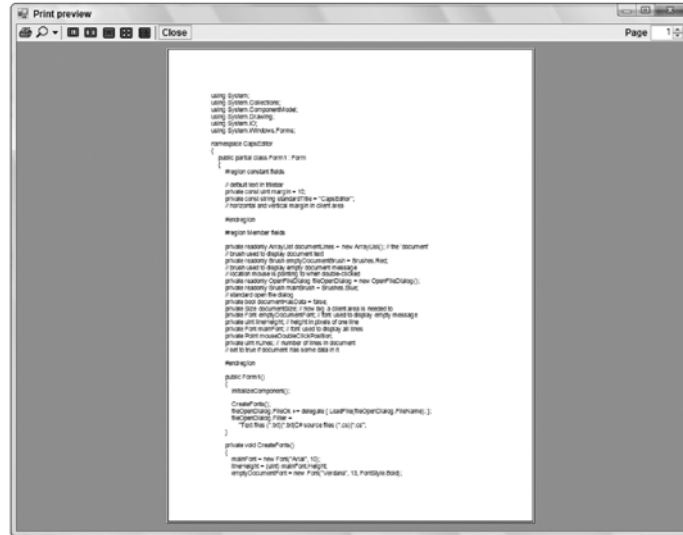 Print preview
Close
Page 1
using System;
using System.Collections;
using System.ComponentModel;
using System.Drawing;
using System.IO;
using System.Windows.Forms;
namespace CapsEditor
{
public partial class Form1 : Form
{
#region constant fields
// default text in titlebar
private const uint margin = 10;
private const string standardTitle = "CapsEditor";
// horizontal and vertical margin in client area
#endregion
#region Member fields
private readonly ArrayList documentLines = new ArrayList(); // the 'document'
// brush used to display document text
private readonly Brush emptyDocumentBrush = Brushes.Red;
// brush used to display empty document message
// location mouse is pointing to when double-clicked
private readonly OpenFileDialog fileOpenDialog = new OpenFileDialog();
private readonly Brush mainBrush = Brushes.Blue;
// standard open file dialog
private bool documentHasData = false;
private Size documentSize; // how big a client area is needed to
private Font emptyDocumentFont; // font used to display empty message
private uint lineHeight; // height in pixels of one line
private Font mainFont; // font used to display all lines
private Point mouseDoubleClickPosition;
private uint nLines; // number of lines in document
// set to true if document has some data in it
#endregion
public Form1()
{
InitializeComponent();
CreateFonts();
fileOpenDialog.FileOk += delegate { LoadFile(fileOpenDialog.FileName); };
fileOpenDialog.Filter =
"Text files (*.txt)|*.txt|C# source files (*.cs)|*.cs";
}
private void CreateFonts()
{
mainFont = new Font("Arial", 10);
lineHeight = (uint) mainFont.Height;
emptyDocumentFont = new Font("Verdana", 13, FontStyle.Bold);